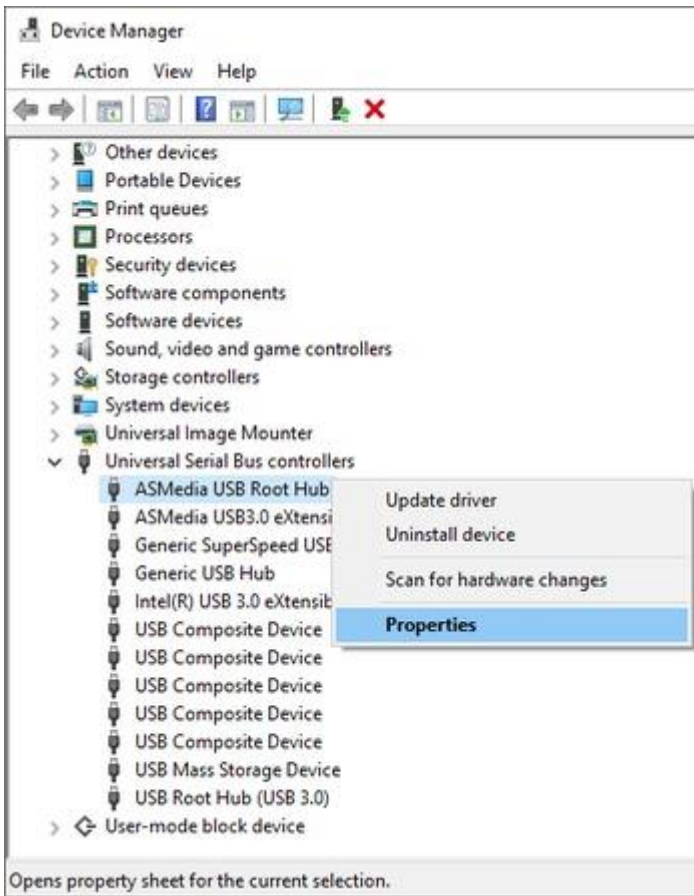 Device Manager
File Action View Help
Other devices
Portable Devices
Print queues
Processors
Security devices
Software components
Software devices
Sound, video and game controllers
Storage controllers
System devices
Universal Image Mounter
Universal Serial Bus controllers
ASMedia USB Root Hub
ASMedia USB3.0 eXtensi
Generic SuperSpeed USB
Generic USB Hub
Intel(R) USB 3.0 eXtensib
USB Composite Device
USB Composite Device
USB Composite Device
USB Composite Device
USB Composite Device
USB Mass Storage Device
USB Root Hub (USB 3.0)
User-mode block device
Update driver
Uninstall device
Scan for hardware changes
Properties
Opens property sheet for the current selection.